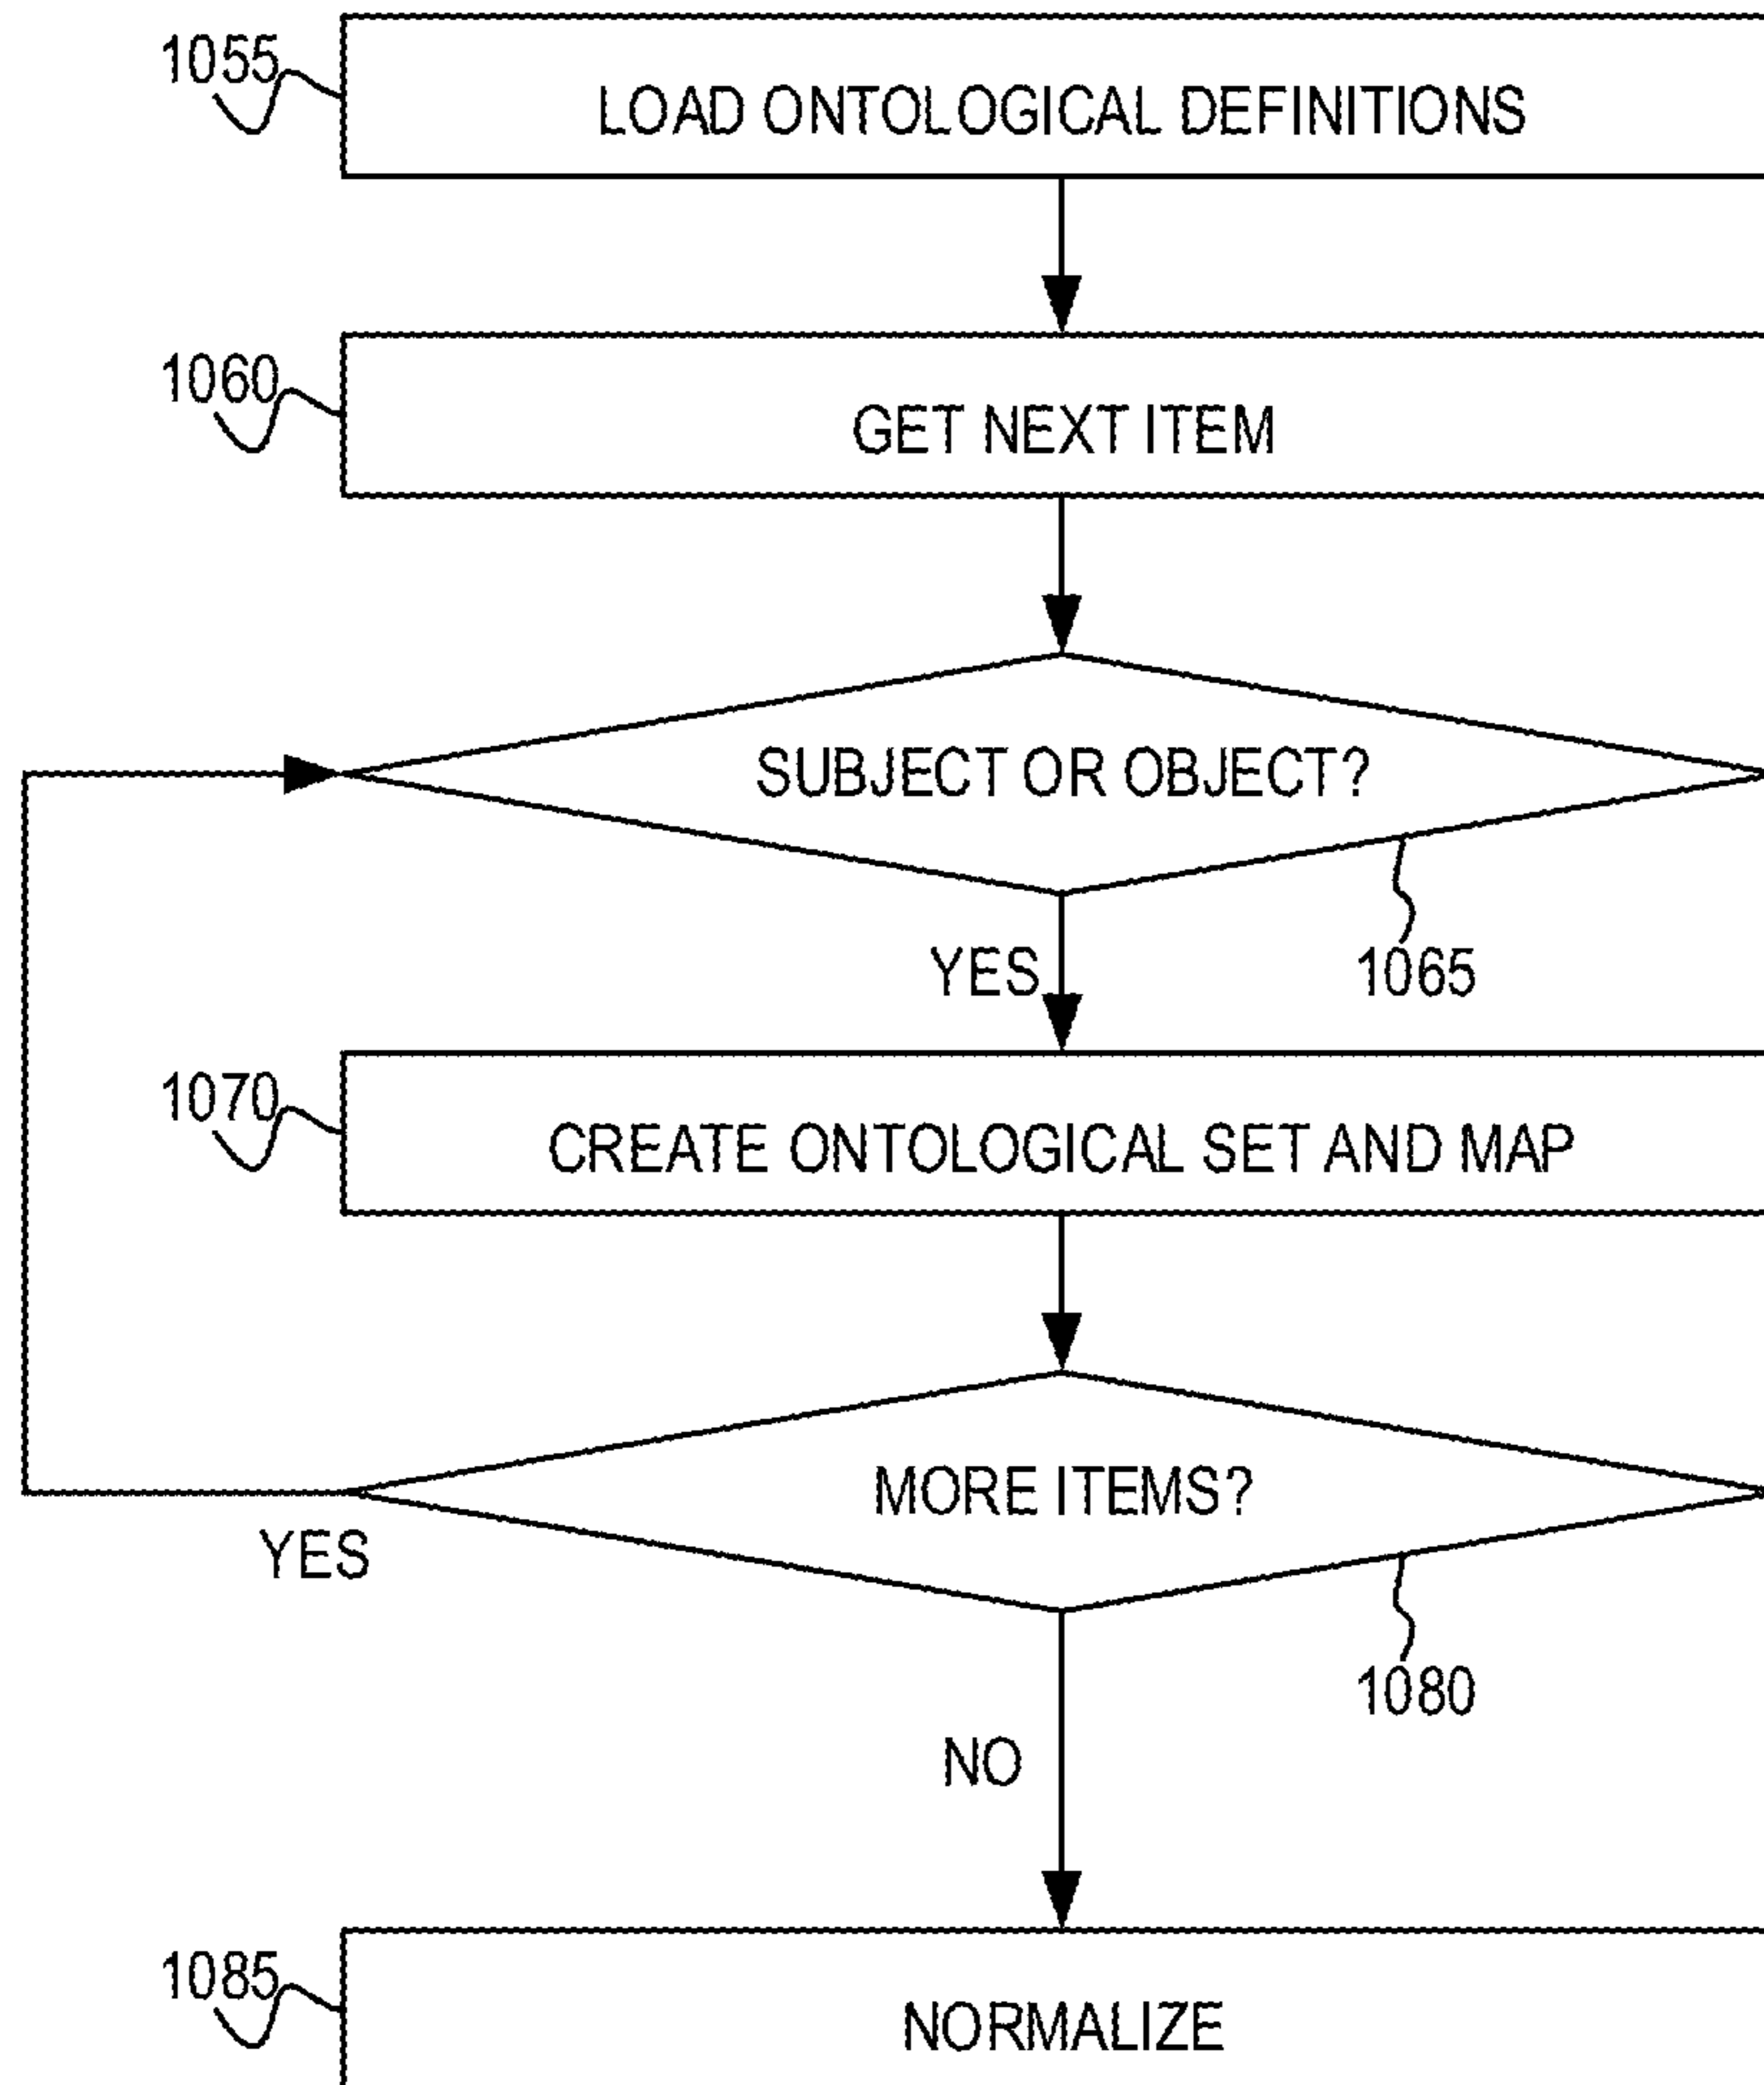 1055
LOAD ONTOLOGICAL DEFINITIONS
1060
GET NEXT ITEM
SUBJECT OR OBJECT?
YES
1065
1070
CREATE ONTOLOGICAL SET AND MAP
MORE ITEMS?
YES
1080
NO
1085
NORMALIZE